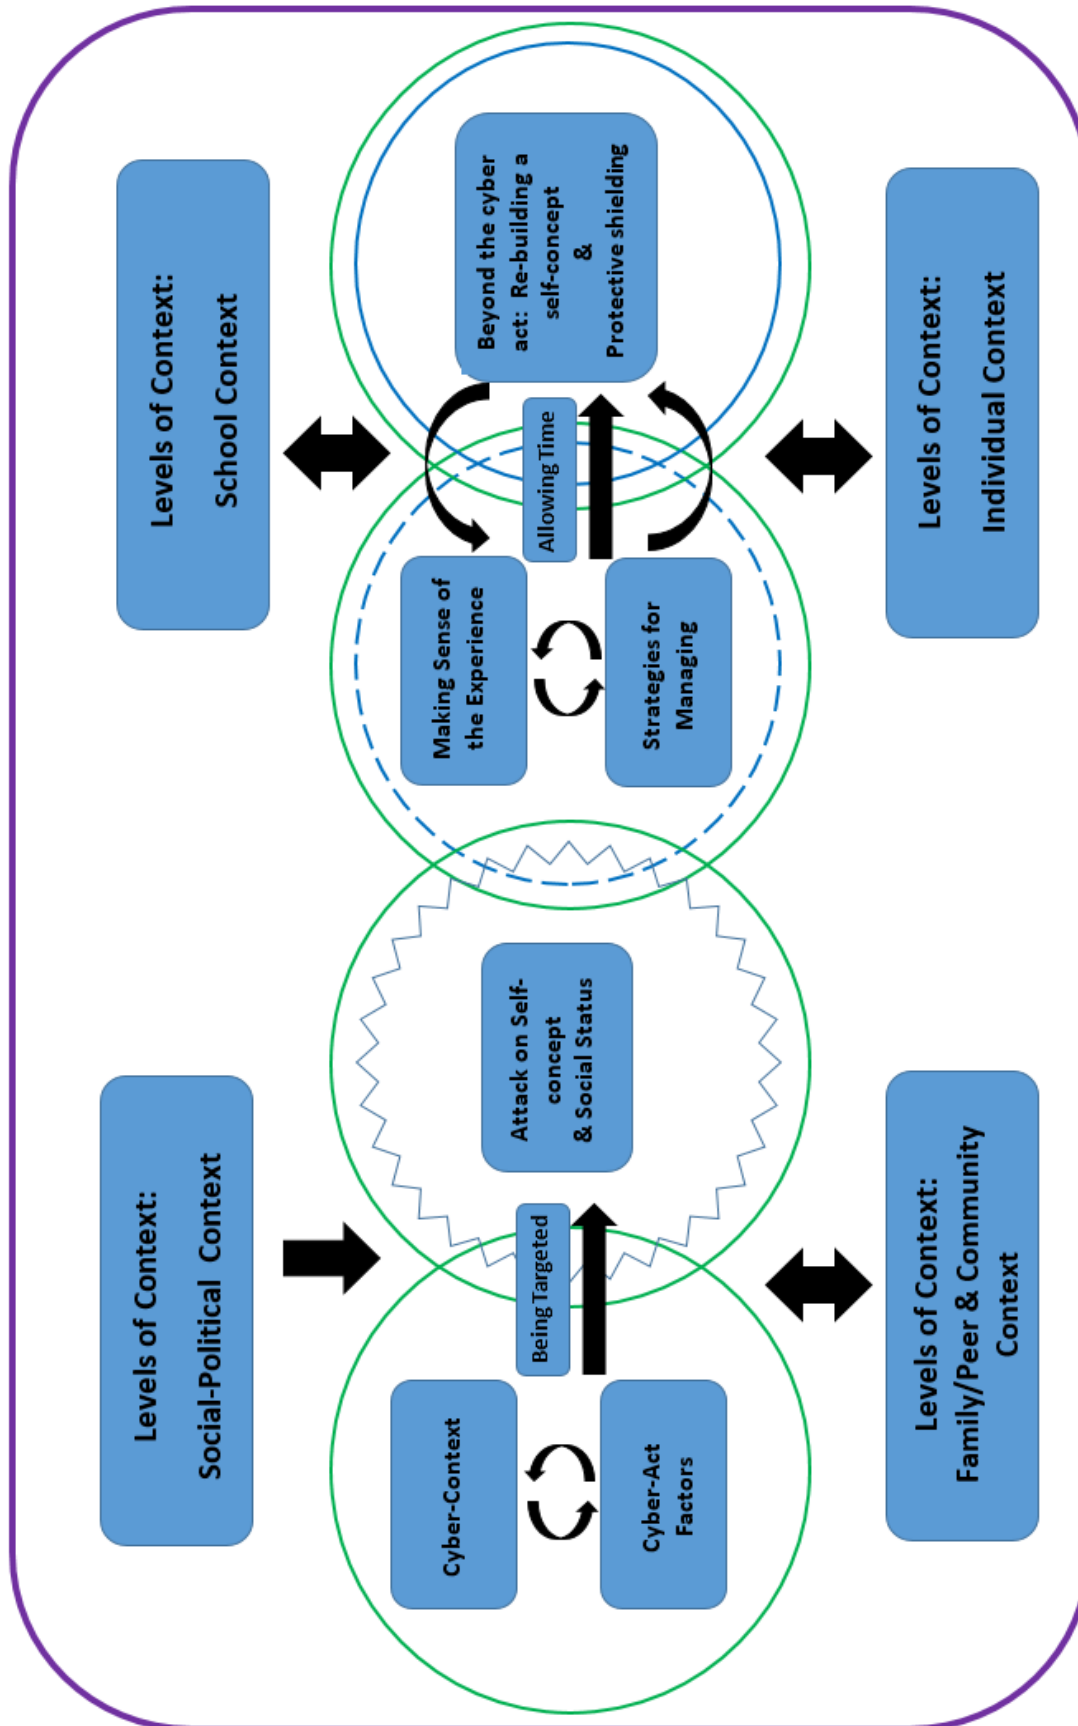 Levels of Context:
Social-Political Context
Levels of Context:
School Context
Cyber-Context
Cyber-Act
Factors
Being Targeted
Attack on Self-
concept
& Social Status
Making Sense of
the Experience
Strategies for
Managing
Allowing Time
Beyond the cyber
act: Re-building a
self-concept
&
Protective shielding
Levels of Context:
Family/Peer & Community
Context
Levels of Context:
Individual Context